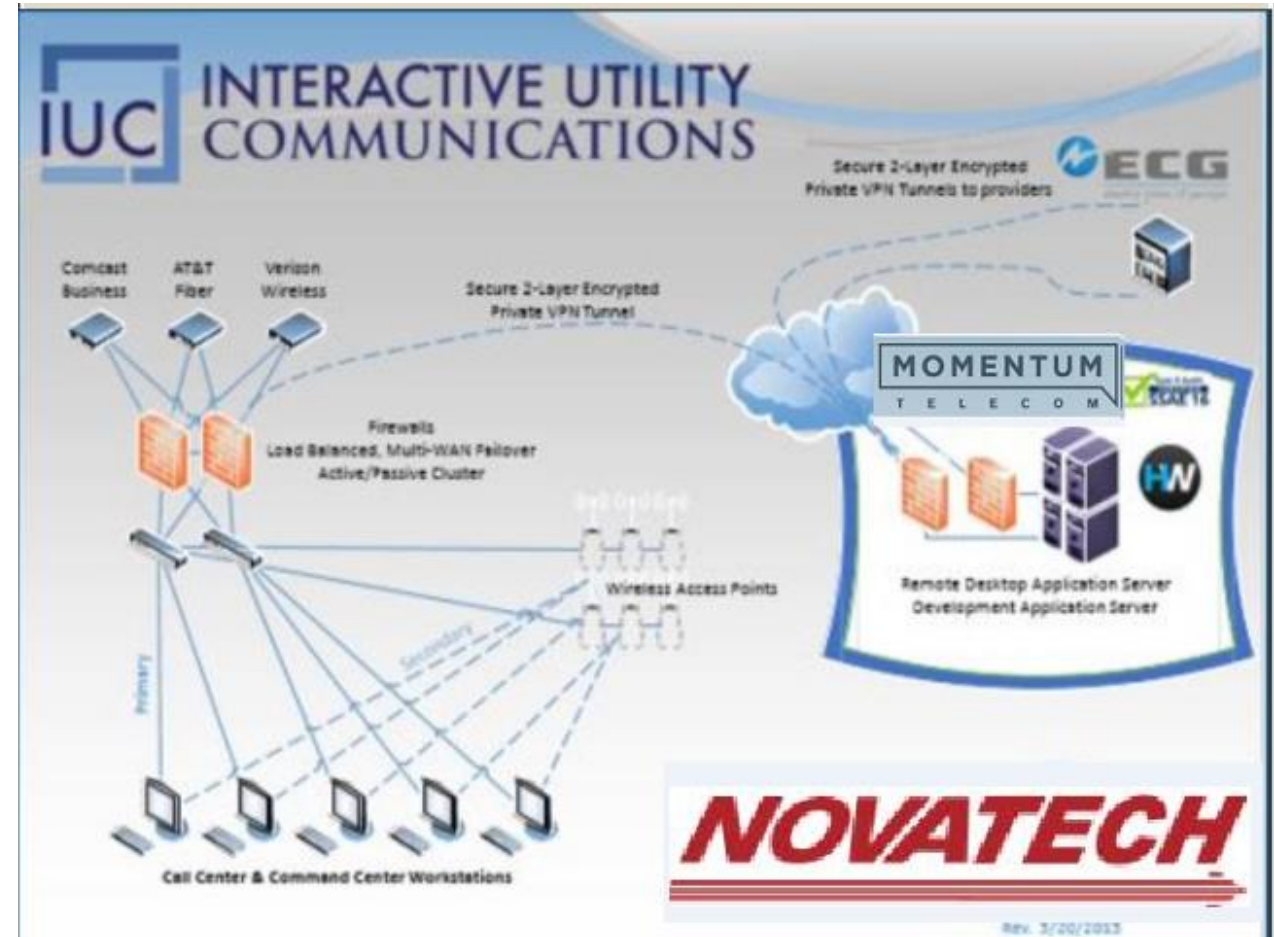 IUC
INTERACTIVE UTILITY
COMMUNICATIONS
Secure 2-Layer Encrypted
Private VPN Tunnels to providers
ECG
Comcast
Business
AT&T
Fiber
Verizon
Wireless
Secure 2-Layer Encrypted
Private VPN Tunnel
MOMENTUM
TELECOM
Firewalls
Load Balanced, Multi-WAN Failover
Active/Passive Cluster
HW
Wireless Access Points
Remote Desktop Application Server
Development Application Server
Secondary
Primary
NOVATECH
Call Center & Command Center Workstations
Rev. 3/20/2013